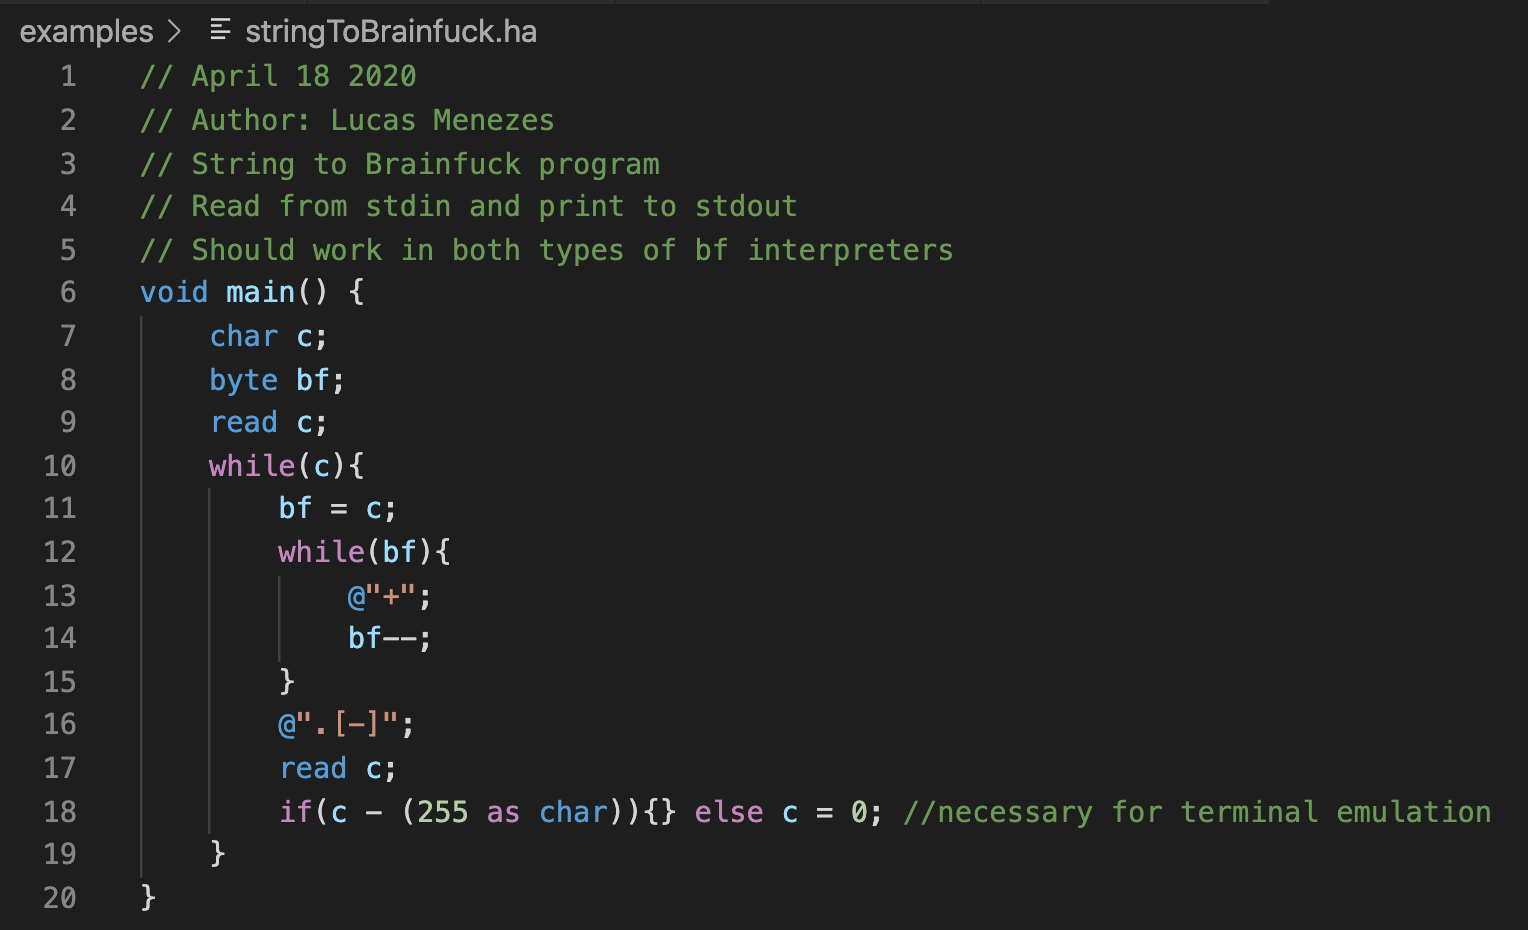 examples > stringToBrainfuck.ha
1 // April 18 2020
2 // Author: Lucas Menezes
3 // String to Brainfuck program
4 // Read from stdin and print to stdout
5 // Should work in both types of bf interpreters
6 void main() {
7     char c;
8     byte bf;
9     read c;
10     while(c){
11         bf = c;
12         while(bf){
13             @"+";
14             bf--;
15         }
16         @".[-]";
17         read c;
18         if(c - (255 as char)){} else c = 0; //necessary for terminal emulation
19     }
20 }